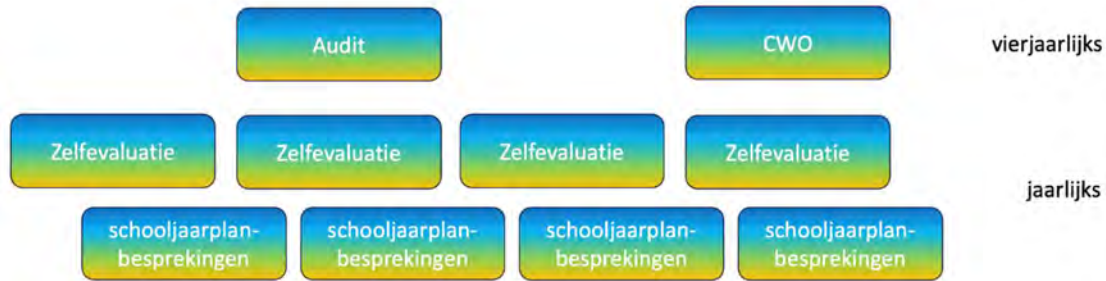 Audit
CWO
vierjaarlijks
Zelfevaluatie
Zelfevaluatie
Zelfevaluatie
Zelfevaluatie
jaarlijks
schooljaarplan-
besprekingen
schooljaarplan-
besprekingen
schooljaarplan-
besprekingen
schooljaarplan-
besprekingen